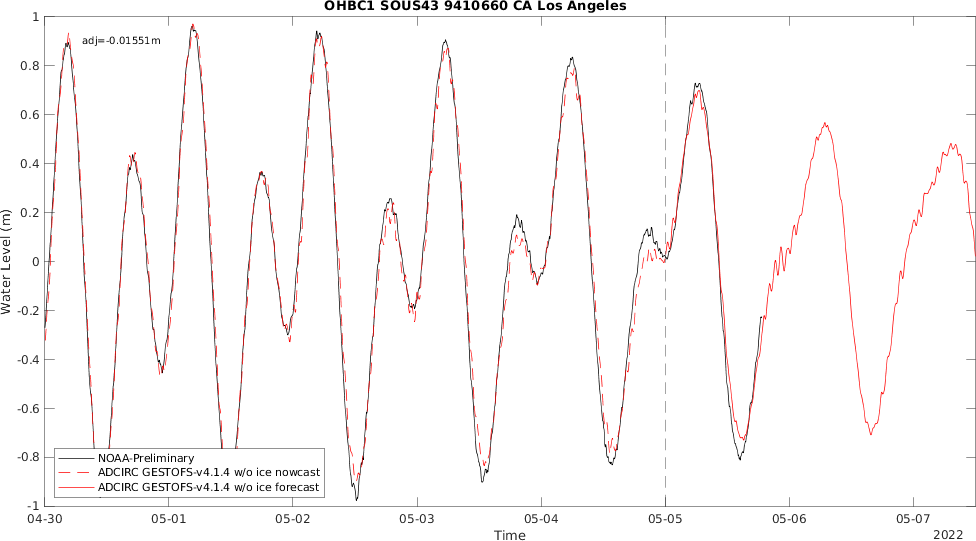 OHBC1 SOUS43 9410660 CA Los Angeles
1
adj=-0.01551m
0.8
0.6
0.4
0.2
0
-0.2
-0.4
-0.6
-0.8
-1
Water Level (m)
NOAA-Preliminary
ADCIRC GESTOFS-v4.1.4 w/o ice nowcast
ADCIRC GESTOFS-v4.1.4 w/o ice forecast
04-30 05-01 05-02 05-03 05-04 05-05 05-06 05-07
Time
2022